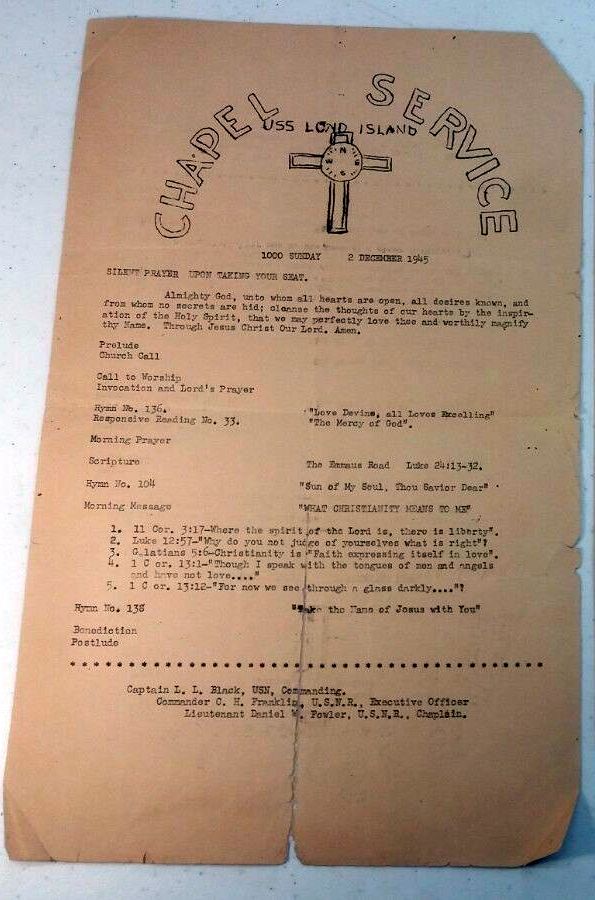 CHAPEL SERVICE
USS LONG ISLAND
N
E
S
1000 SUNDAY 2 DECEMBER 1945
SILENT PRAYER UPON TAKING YOUR SEAT.
Almighty God, unto whom all hearts are open, all desires known, and
from whom no secrets are hid; cleanse the thoughts of our hearts by the inspir-
ation of the Holy Spirit, that we may perfectly love thee and worthily magnify
thy Name. Through Jesus Christ Our Lord. Amen.
Prelude
Church Call
Call to Worship
Invocation and Lord's Prayer
Hymn No. 136. "Love Devine, all Loves Excelling"
Responsive Reading No. 33. "The Mercy of God".
Morning Prayer
Scripture The Emmaus Road Luke 24:13-32.
Hymn No. 104 "Sun of My Soul, Thou Savior Dear"
Morning Message "WHAT CHRISTIANITY MEANS TO ME"
1. 11 Cor. 3:17-Where the spirit of the Lord is, there is liberty".
2. Luke 12:57-"Why do you not judge of yourselves what is right"?
3. Galatians 5:6-Christianity is "Faith expressing itself in love".
4. 1 C or. 13:1-"Though I speak with the tongues of men and angels
and have not love...."
5. 1 C or. 13:12-"For now we see through a glass darkly...."?
Hymn No. 138 "Take the Name of Jesus with You"
Benediction
Postlude
* * * * * * * * * * * * * * * * * * * * * * * * * * * * * * * * * * * * * * * *
Captain L. L. Black, USN, Commanding.
Commander C. H. Franklin, U.S.N.R., Executive Officer
Lieutenant Daniel W. Fowler, U.S.N.R., Chaplain.